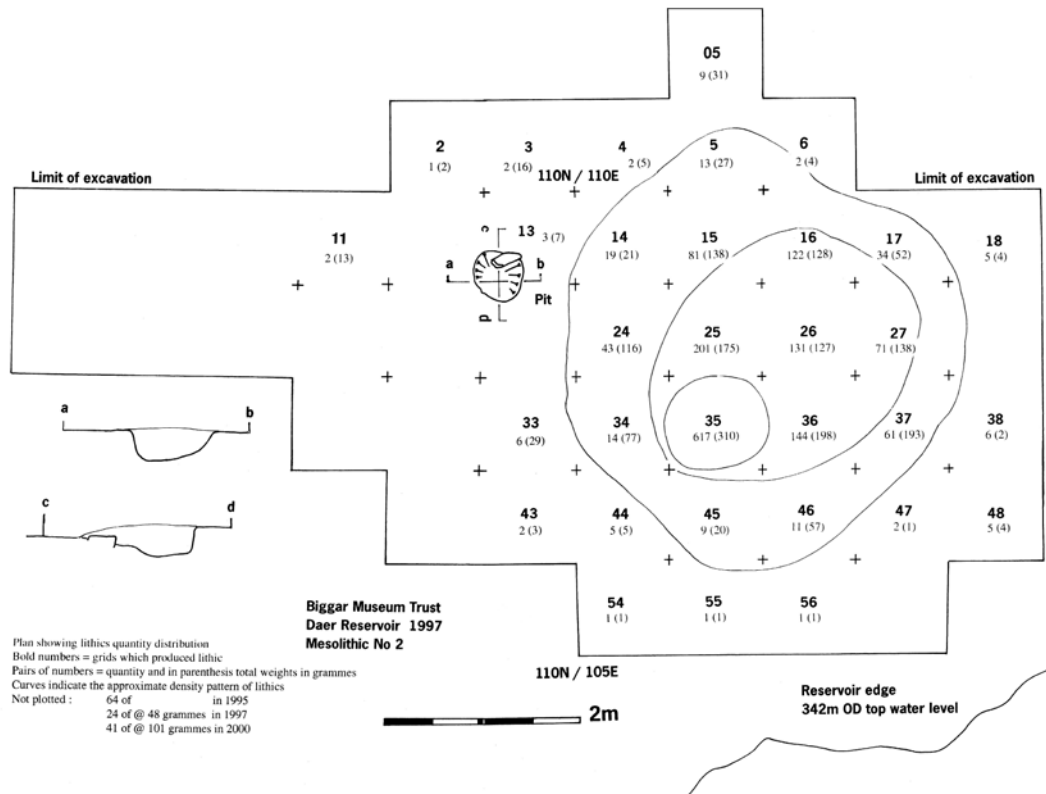 05
9 (31)
2
3
4
5
6
1 (2)
2 (16)
2 (5)
13 (27)
2 (4)
Limit of excavation
110N / 110E
Limit of excavation
11
2 (13)
c
13
3 (7)
14
19 (21)
15
81 (138)
16
122 (128)
17
34 (52)
18
5 (4)
a
b
Pit
d
24
43 (116)
25
201 (175)
26
131 (127)
27
71 (138)
a
b
33
6 (29)
34
14 (77)
35
617 (310)
36
144 (198)
37
61 (193)
38
6 (2)
c
d
43
2 (3)
44
5 (5)
45
9 (20)
46
11 (57)
47
2 (1)
48
5 (4)
54
1 (1)
55
1 (1)
56
1 (1)
Biggar Museum Trust
Daer Reservoir 1997
Mesolithic No 2
Plan showing lithics quantity distribution
Bold numbers = grids which produced lithic
Pairs of numbers = quantity and in parenthesis total weights in grammes
Curves indicate the approximate density pattern of lithics
Not plotted : 64 of in 1995
24 of @ 48 grammes in 1997
41 of @ 101 grammes in 2000
110N / 105E
2m
Reservoir edge
342m OD top water level